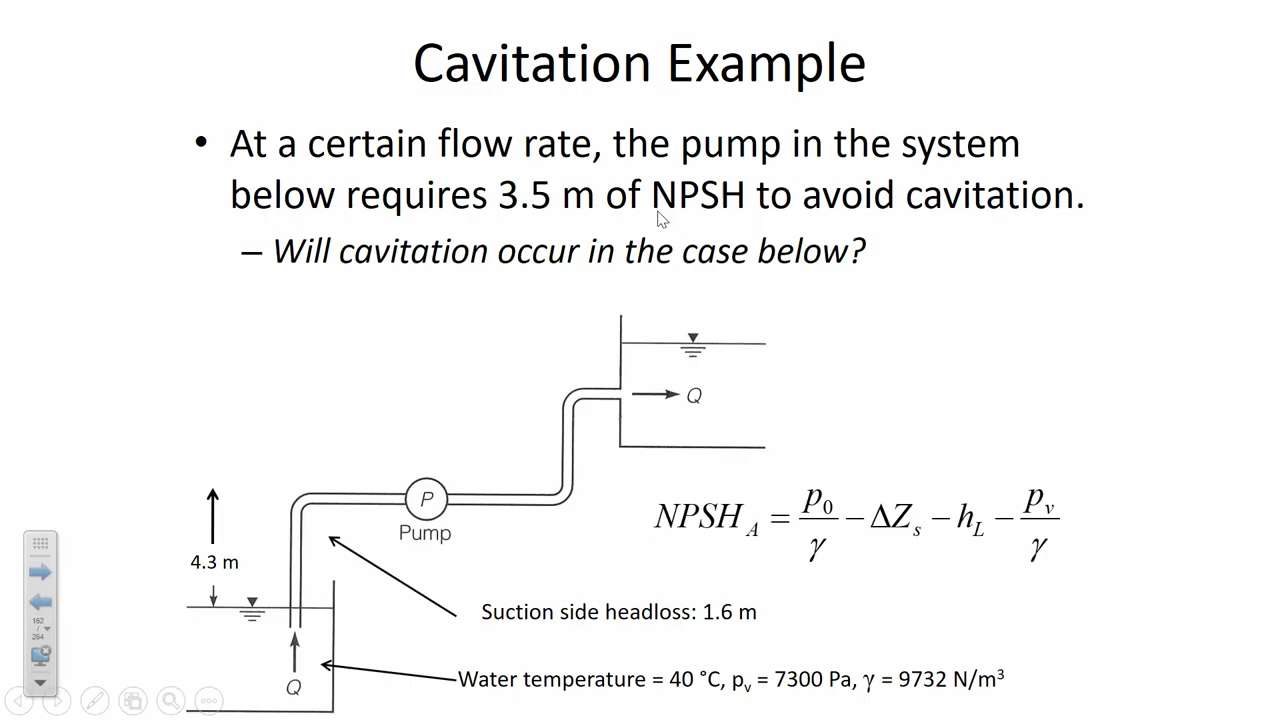 Cavitation Example
• At a certain flow rate, the pump in the system
below requires 3.5 m of NPSH to avoid cavitation.
– Will cavitation occur in the case below?
Q
P
Pump
4.3 m
NPSH_A = p_0/γ − ΔZ_s − h_L − p_v/γ
Suction side headloss: 1.6 m
Water temperature = 40 °C, p_v = 7300 Pa, γ = 9732 N/m³
Q
162
/
264